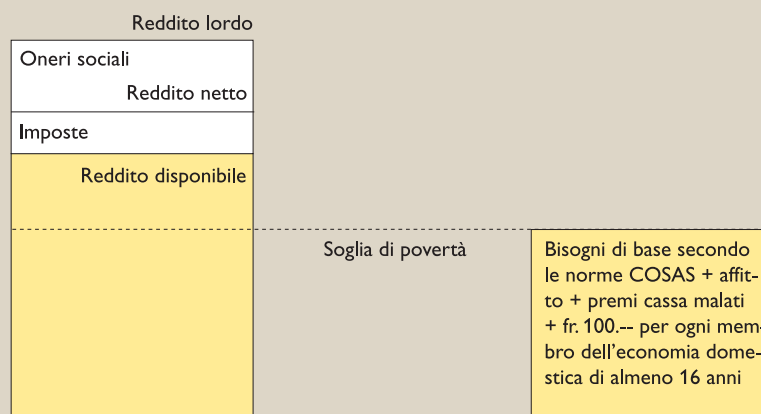 Reddito lordo
Oneri sociali
Reddito netto
Imposte
Reddito disponibile
Soglia di povertà
Bisogni di base secondo
le norme COSAS + affit-
to + premi cassa malati
+ fr. 100.-- per ogni mem-
bro dell'economia dome-
stica di almeno 16 anni